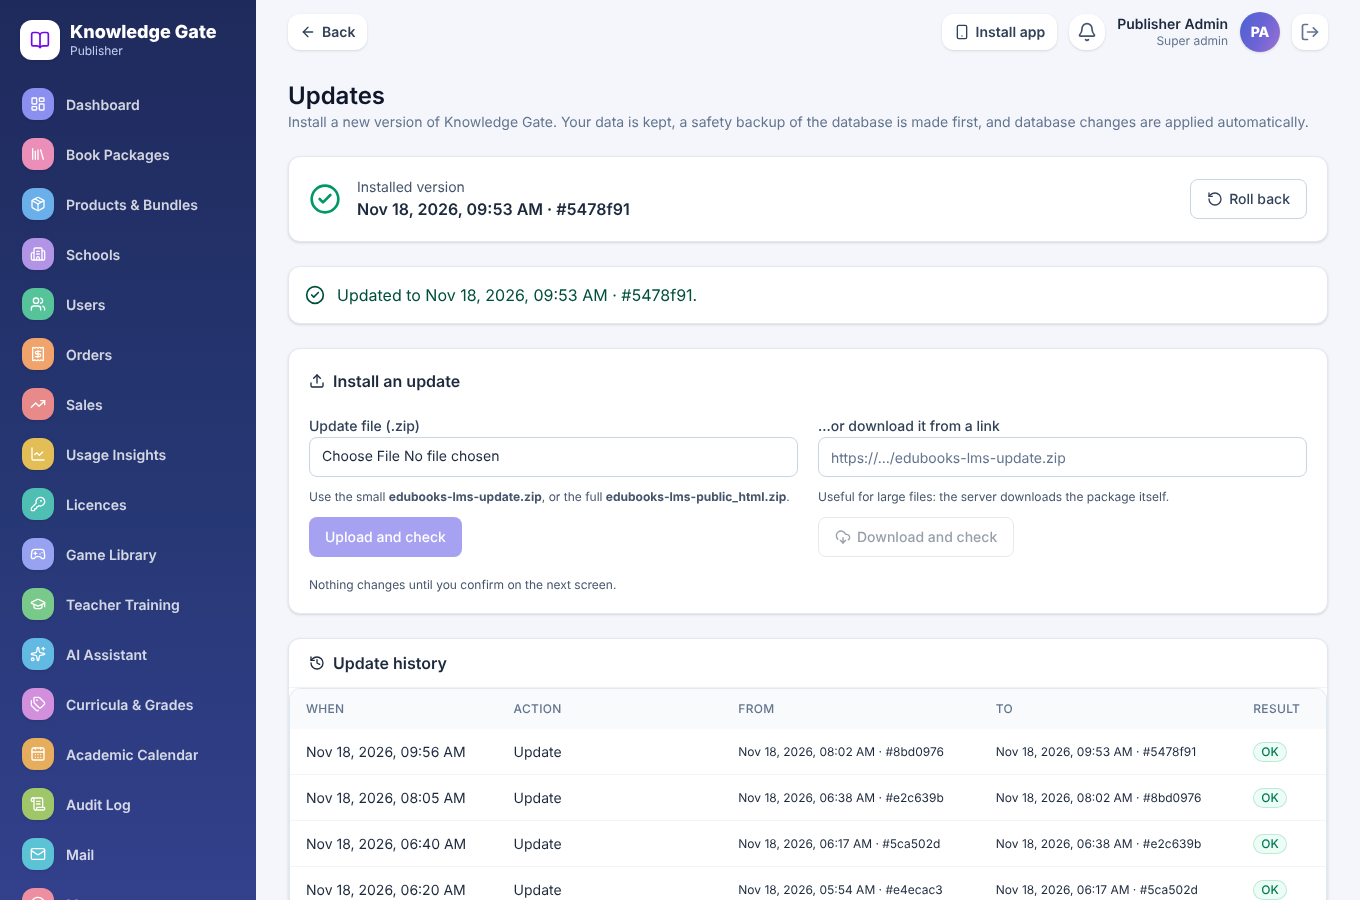 Knowledge Gate
Publisher
Dashboard
Book Packages
Products & Bundles
Schools
Users
Orders
Sales
Usage Insights
Licences
Game Library
Teacher Training
AI Assistant
Curricula & Grades
Academic Calendar
Audit Log
Mail
Back
Install app
Publisher Admin
Super admin
PA
Updates
Install a new version of Knowledge Gate. Your data is kept, a safety backup of the database is made first, and database changes are applied automatically.
Installed version
Nov 18, 2026, 09:53 AM · #5478f91
Roll back
Updated to Nov 18, 2026, 09:53 AM · #5478f91.
Install an update
Update file (.zip)
Choose File No file chosen
Use the small edubooks-lms-update.zip, or the full edubooks-lms-public_html.zip.
Upload and check
...or download it from a link
https://.../edubooks-lms-update.zip
Useful for large files: the server downloads the package itself.
Download and check
Nothing changes until you confirm on the next screen.
Update history
WHEN ACTION FROM TO RESULT
Nov 18, 2026, 09:56 AM Update Nov 18, 2026, 08:02 AM · #8bd0976 Nov 18, 2026, 09:53 AM · #5478f91 OK
Nov 18, 2026, 08:05 AM Update Nov 18, 2026, 06:38 AM · #e2c639b Nov 18, 2026, 08:02 AM · #8bd0976 OK
Nov 18, 2026, 06:40 AM Update Nov 18, 2026, 06:17 AM · #5ca502d Nov 18, 2026, 06:38 AM · #e2c639b OK
Nov 18, 2026, 06:20 AM Update Nov 18, 2026, 05:54 AM · #e4ecac3 Nov 18, 2026, 06:17 AM · #5ca502d OK